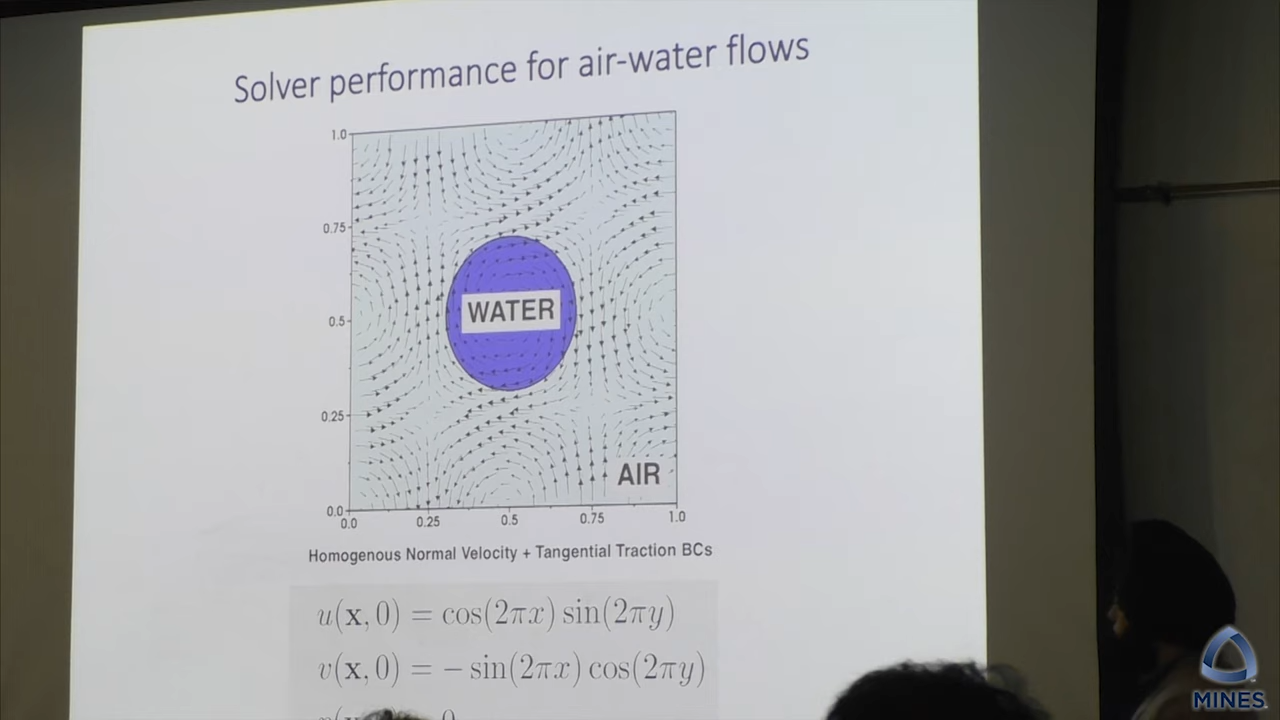 Solver performance for air-water flows
1.0
0.75
0.5
0.25
0.0
WATER
AIR
0.0 0.25 0.5 0.75 1.0
Homogenous Normal Velocity + Tangential Traction BCs
u(x, 0) = cos(2πx) sin(2πy)
v(x, 0) = − sin(2πx) cos(2πy)
MINES